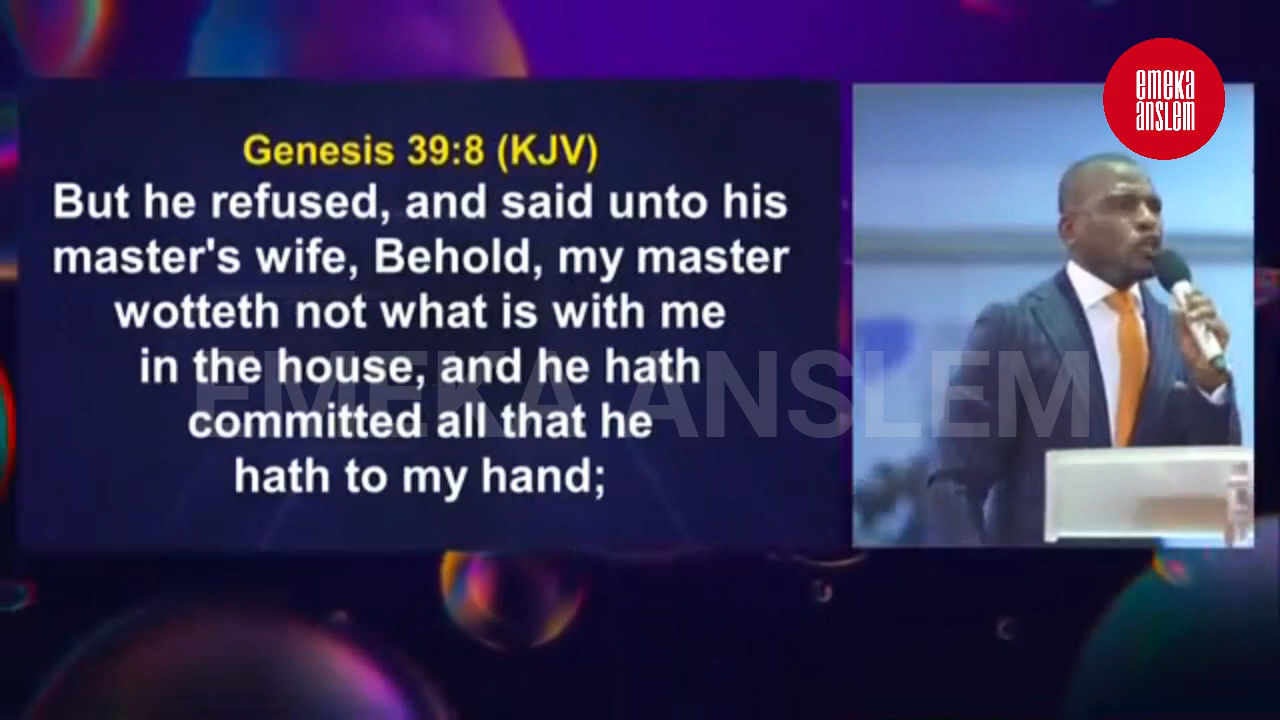 emeka
anslem
Genesis 39:8 (KJV)
But he refused, and said unto his
master's wife, Behold, my master
wotteth not what is with me
in the house, and he hath
committed all that he
hath to my hand;
EMEKA ANSLEM